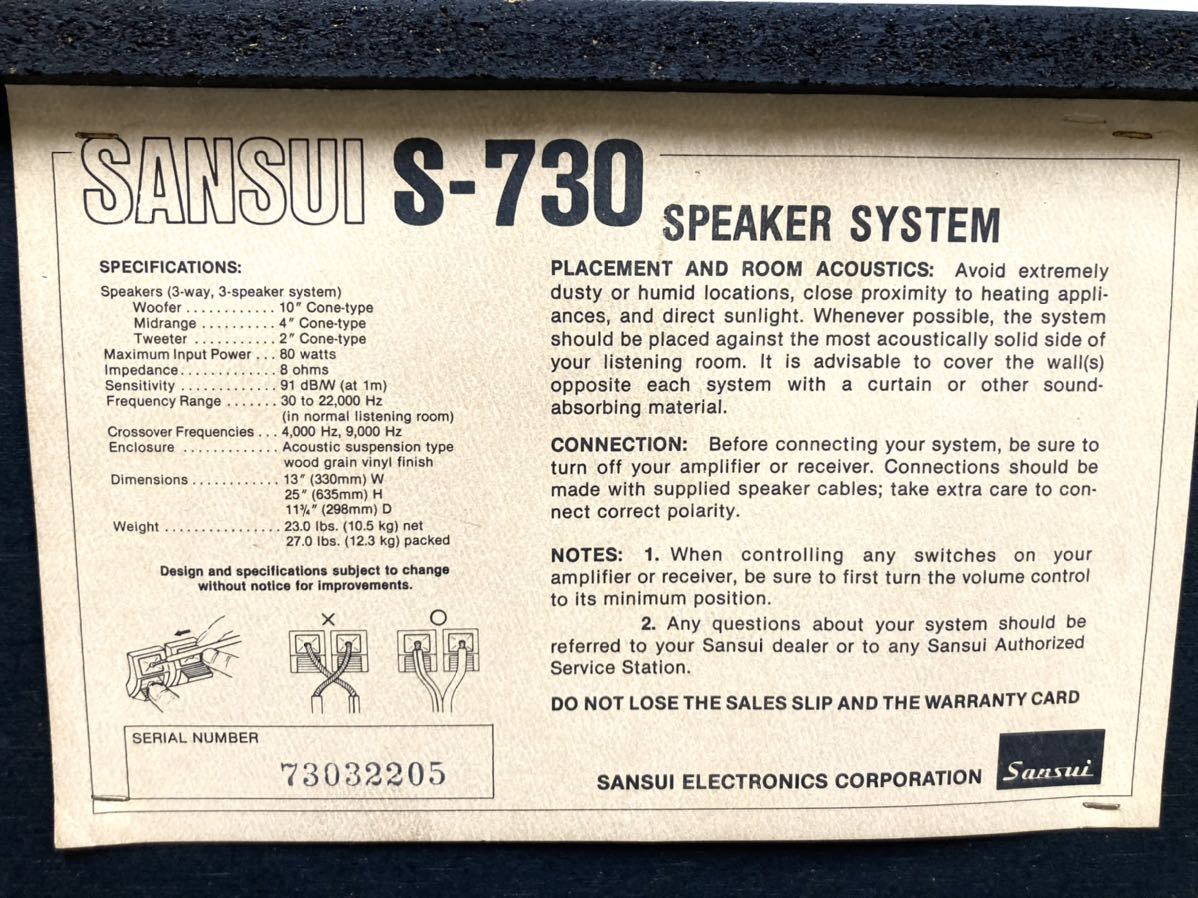 SANSUI S-730 SPEAKER SYSTEM
SPECIFICATIONS:
Speakers (3-way, 3-speaker system)
Woofer ............ 10" Cone-type
Midrange .......... 4" Cone-type
Tweeter ........... 2" Cone-type
Maximum Input Power ... 80 watts
Impedance............. 8 ohms
Sensitivity ............. 91 dB/W (at 1m)
Frequency Range ....... 30 to 22,000 Hz
(in normal listening room)
Crossover Frequencies ... 4,000 Hz, 9,000 Hz
Enclosure ............. Acoustic suspension type
wood grain vinyl finish
Dimensions ............ 13" (330mm) W
25" (635mm) H
11¾" (298mm) D
Weight ................ 23.0 lbs. (10.5 kg) net
27.0 lbs. (12.3 kg) packed
Design and specifications subject to change
without notice for improvements.
SERIAL NUMBER
73032205
PLACEMENT AND ROOM ACOUSTICS: Avoid extremely
dusty or humid locations, close proximity to heating appli-
ances, and direct sunlight. Whenever possible, the system
should be placed against the most acoustically solid side of
your listening room. It is advisable to cover the wall(s)
opposite each system with a curtain or other sound-
absorbing material.
CONNECTION: Before connecting your system, be sure to
turn off your amplifier or receiver. Connections should be
made with supplied speaker cables; take extra care to con-
nect correct polarity.
NOTES: 1. When controlling any switches on your
amplifier or receiver, be sure to first turn the volume control
to its minimum position.
2. Any questions about your system should be
referred to your Sansui dealer or to any Sansui Authorized
Service Station.
DO NOT LOSE THE SALES SLIP AND THE WARRANTY CARD
SANSUI ELECTRONICS CORPORATION Sansui